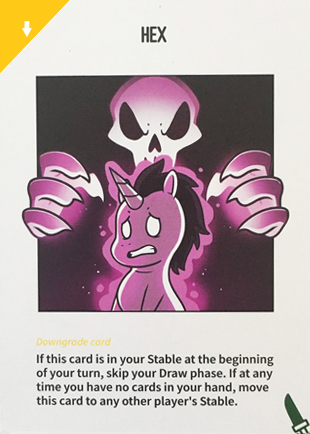 HEX
Downgrade card
If this card is in your Stable at the beginning
of your turn, skip your Draw phase. If at any
time you have no cards in your hand, move
this card to any other player's Stable.